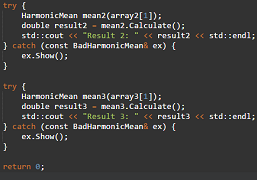 try {
HarmonicMean mean2(array2[1]);
double result2 = mean2.Calculate();
std::cout << "Result 2: " << result2 << std::endl;
} catch (const BadHarmonicMean& ex) {
ex.Show();
}
try {
HarmonicMean mean3(array3[1]);
double result3 = mean3.Calculate();
std::cout << "Result 3: " << result3 << std::endl;
} catch (const BadHarmonicMean& ex) {
ex.Show();
}
return 0;